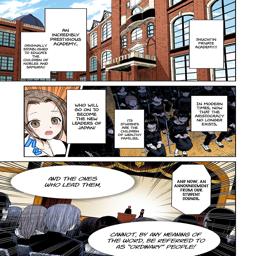 SHUCHI'IN
PRIVATE
ACADEMY.
AN
INCREDIBLY
PRESTIGIOUS
ACADEMY,
ORIGINALLY
ESTABLISHED
TO EDUCATE
THE CHILDREN
OF NOBLES AND
SAMURAI!
IN MODERN
TIMES, NOW THAT
THE ARISTOCRACY
NO LONGER
EXISTS,
ITS
STUDENTS
ARE THE
CHILDREN
OF WEALTHY
FAMILIES,
WHO WILL
GO ON TO
BECOME
THE NEW
LEADERS OF
JAPAN!
AND NOW, AN
ANNOUNCEMENT
FROM OUR
STUDENT
COUNCIL.
AND THE ONES
WHO LEAD THEM,
CANNOT, BY ANY MEANING OF
THE WORD, BE REFERRED TO
AS "ORDINARY" PEOPLE!